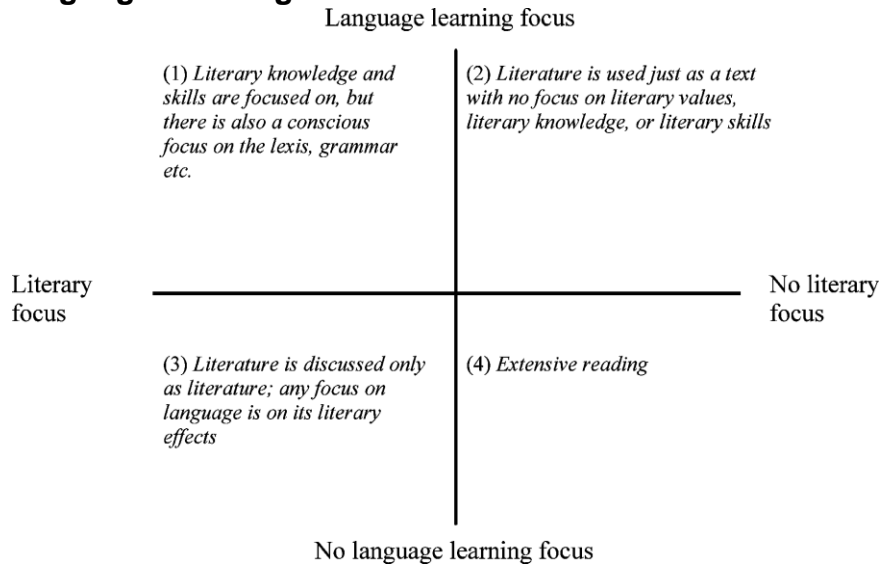 Language learning focus
(1) Literary knowledge and
skills are focused on, but
there is also a conscious
focus on the lexis, grammar
etc.
(2) Literature is used just as a text
with no focus on literary values,
literary knowledge, or literary skills
Literary
focus
No literary
focus
(3) Literature is discussed only
as literature; any focus on
language is on its literary
effects
(4) Extensive reading
No language learning focus